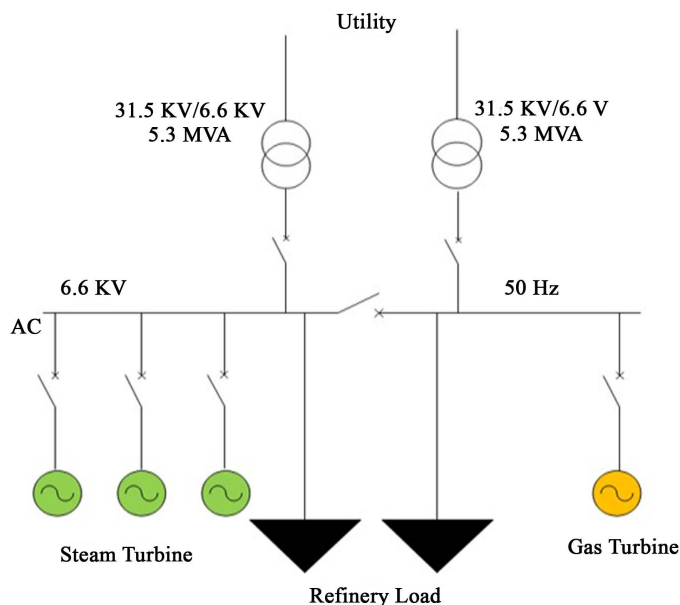 Utility
31.5 KV/6.6 KV
5.3 MVA
31.5 KV/6.6 V
5.3 MVA
6.6 KV
50 Hz
AC
Steam Turbine
Gas Turbine
Refinery Load